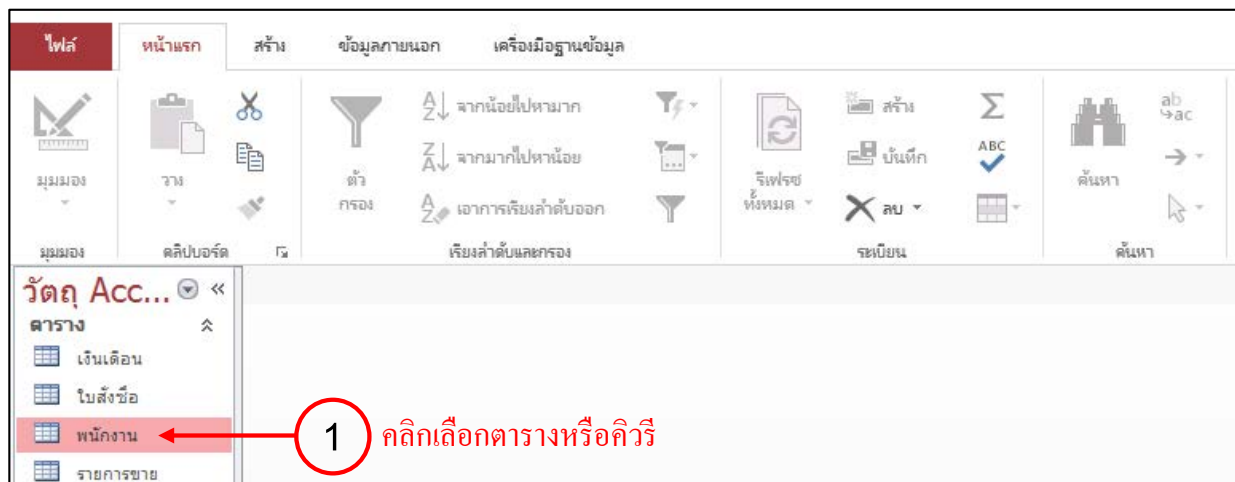 ไฟล์ หน้าแรก สร้าง ข้อมูลภายนอก เครื่องมือฐานข้อมูล
มุมมอง
วาง
ตัว
กรอง
จากน้อยไปหามาก
จากมากไปหาน้อย
เอาการเรียงลำดับออก
รีเฟรช
ทั้งหมด
สร้าง
บันทึก
ลบ
ABC
ค้นหา
ab
ac
มุมมอง คลิปบอร์ด เรียงลำดับและกรอง ระเบียน ค้นหา
วัตถุ Acc... «
ตาราง
เงินเดือน
ใบสั่งซื้อ
พนักงาน
1 คลิกเลือกตารางหรือคิวรี
รายการขาย